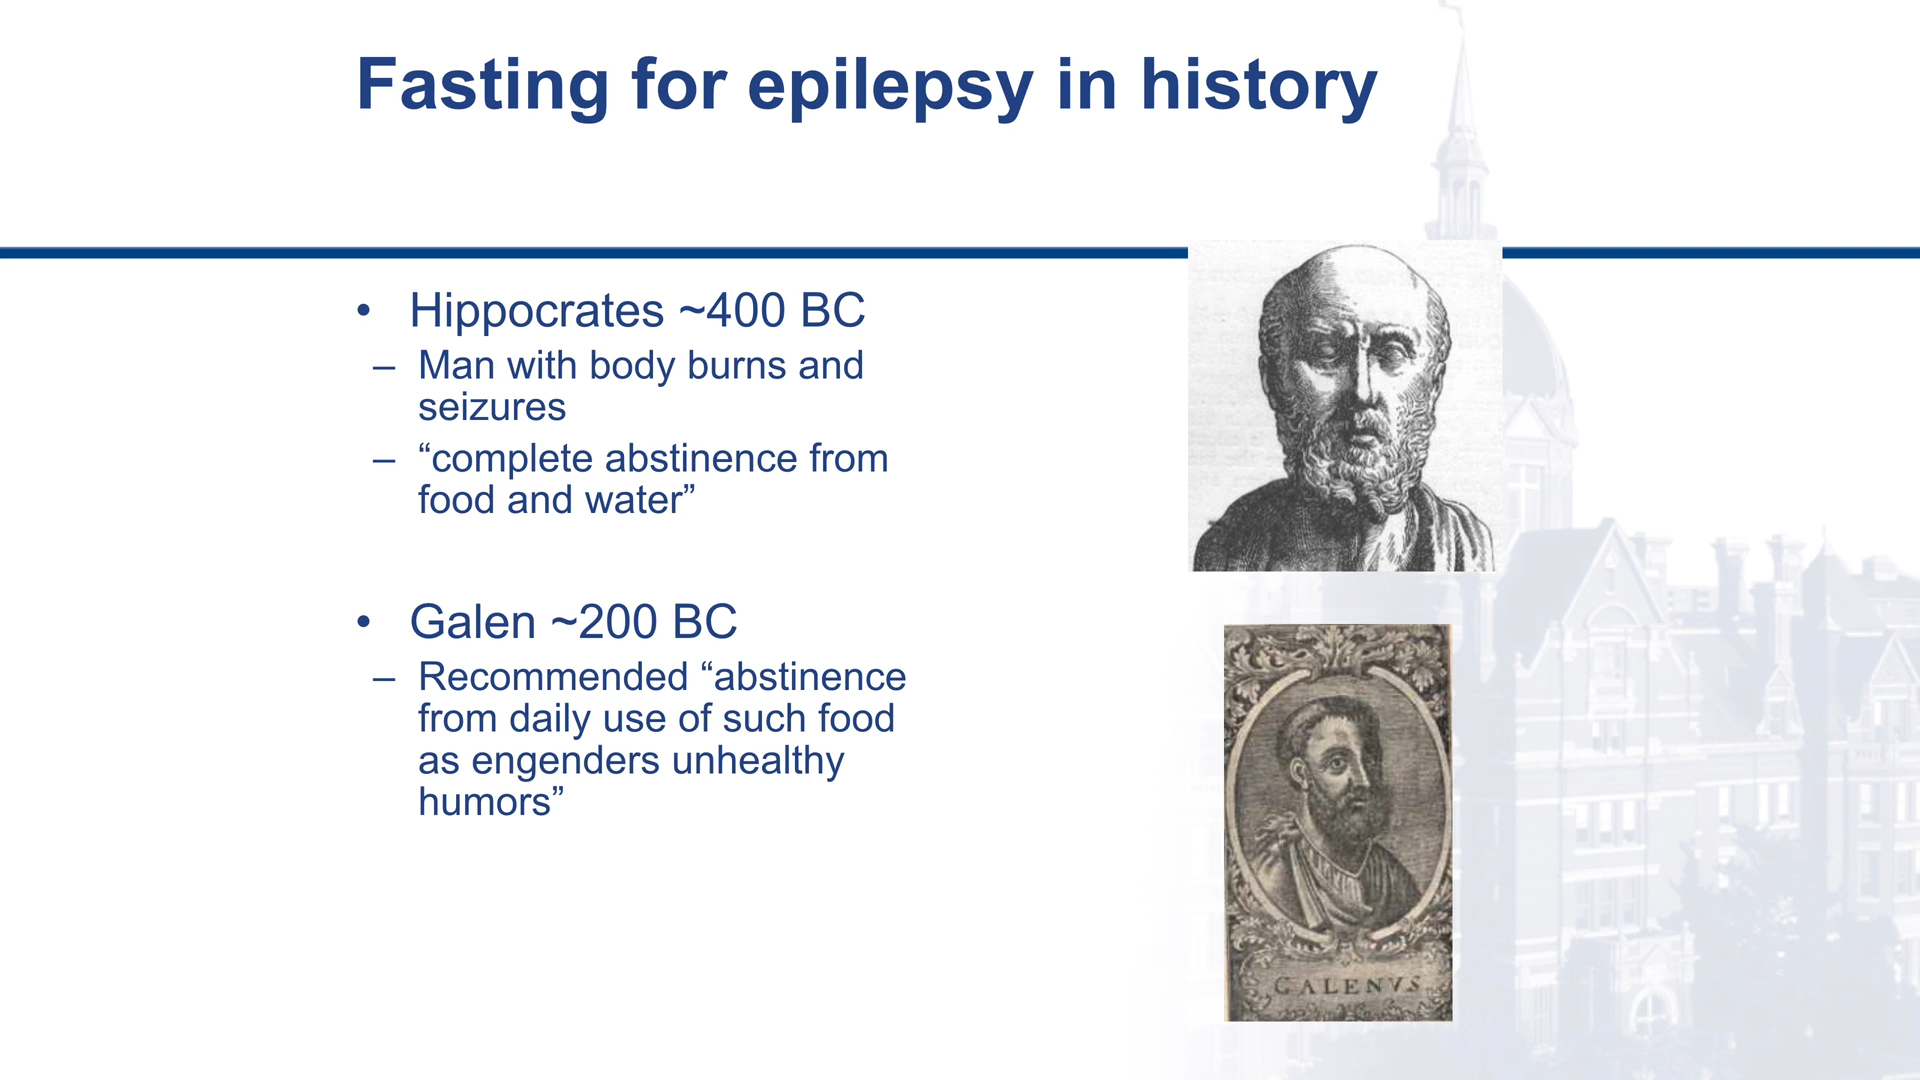 Fasting for epilepsy in history
• Hippocrates ~400 BC
– Man with body burns and
seizures
– “complete abstinence from
food and water”
• Galen ~200 BC
– Recommended “abstinence
from daily use of such food
as engenders unhealthy
humors”
GALENVS